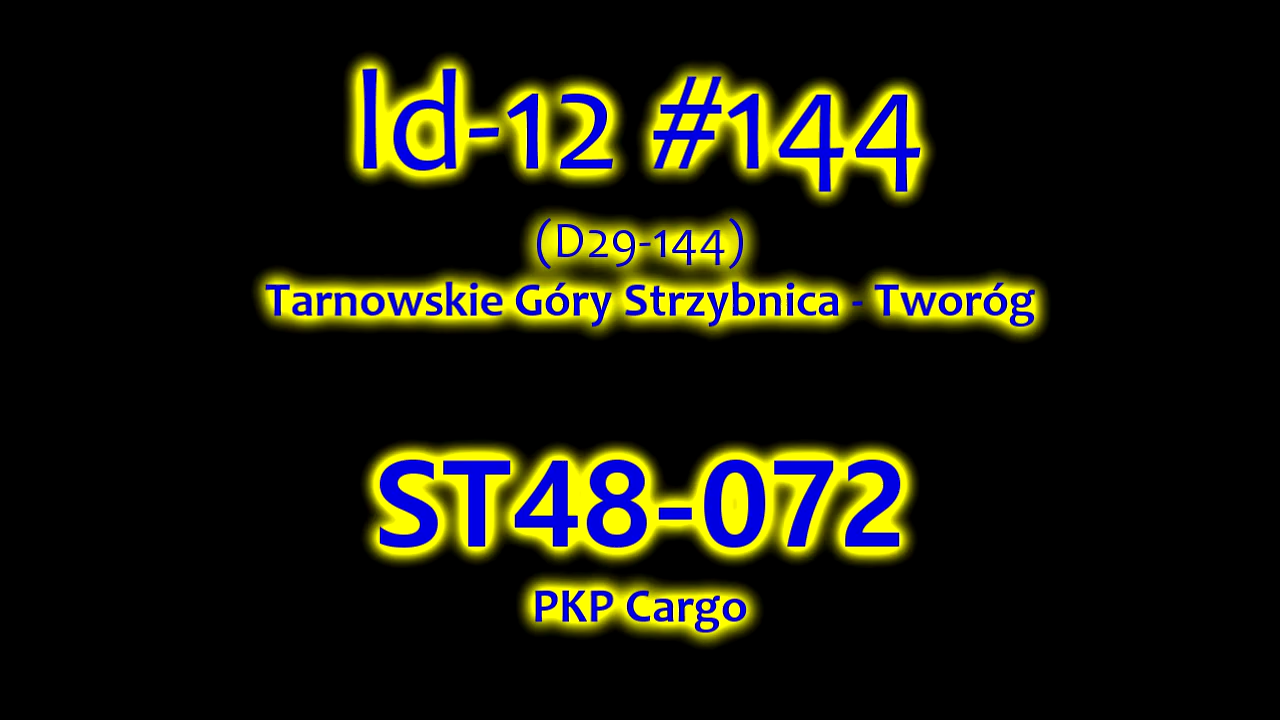 Id-12 #144
(D29-144)
Tarnowskie Góry Strzybnica - Tworóg
ST48-072
PKP Cargo